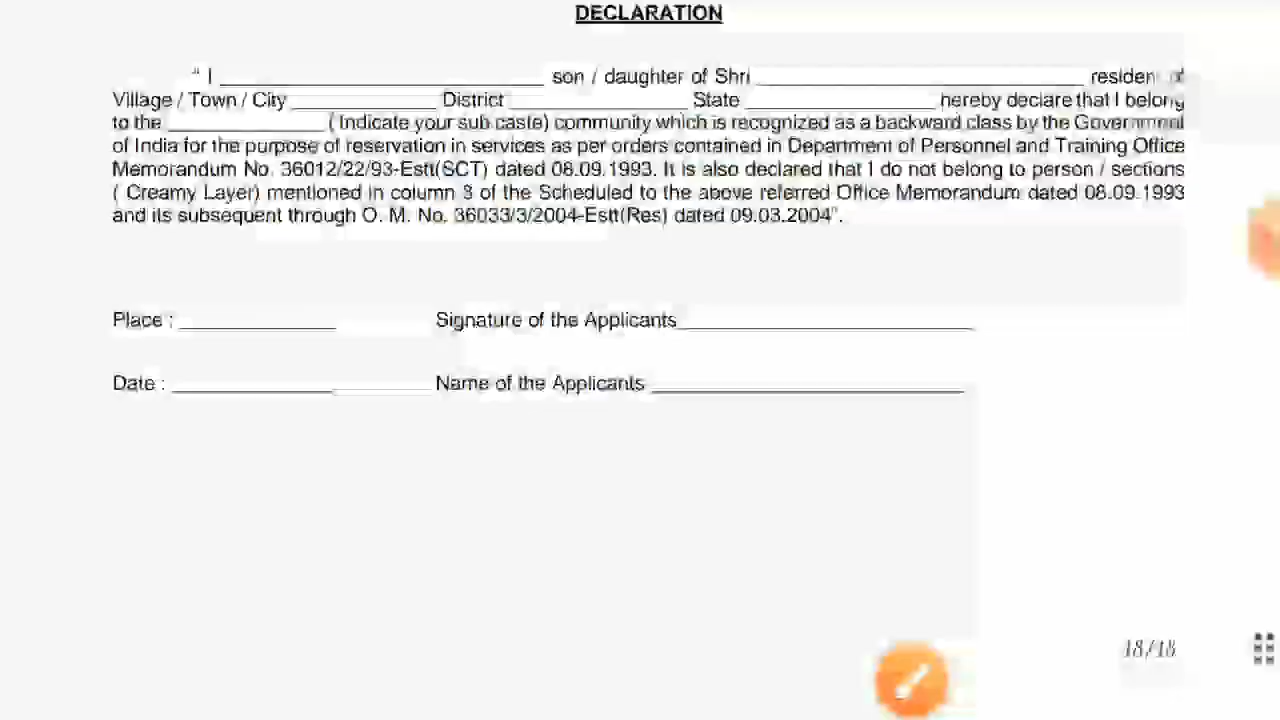 DECLARATION
" I ______________________________ son / daughter of Shri ______________________________ resident of
Village / Town / City _____________ District ________________ State _________________ hereby declare that I belong
to the ______________ ( Indicate your sub caste) community which is recognized as a backward class by the Government
of India for the purpose of reservation in services as per orders contained in Department of Personnel and Training Office
Memorandum No. 36012/22/93-Estt(SCT) dated 08.09.1993. It is also declared that I do not belong to person / sections
( Creamy Layer) mentioned in column 3 of the Scheduled to the above referred Office Memorandum dated 08.09.1993
and its subsequent through O. M. No. 36033/3/2004-Estt(Res) dated 09.03.2004".
Place : ______________ Signature of the Applicants___________________________
Date : ______________ Name of the Applicants ____________________________
18/18